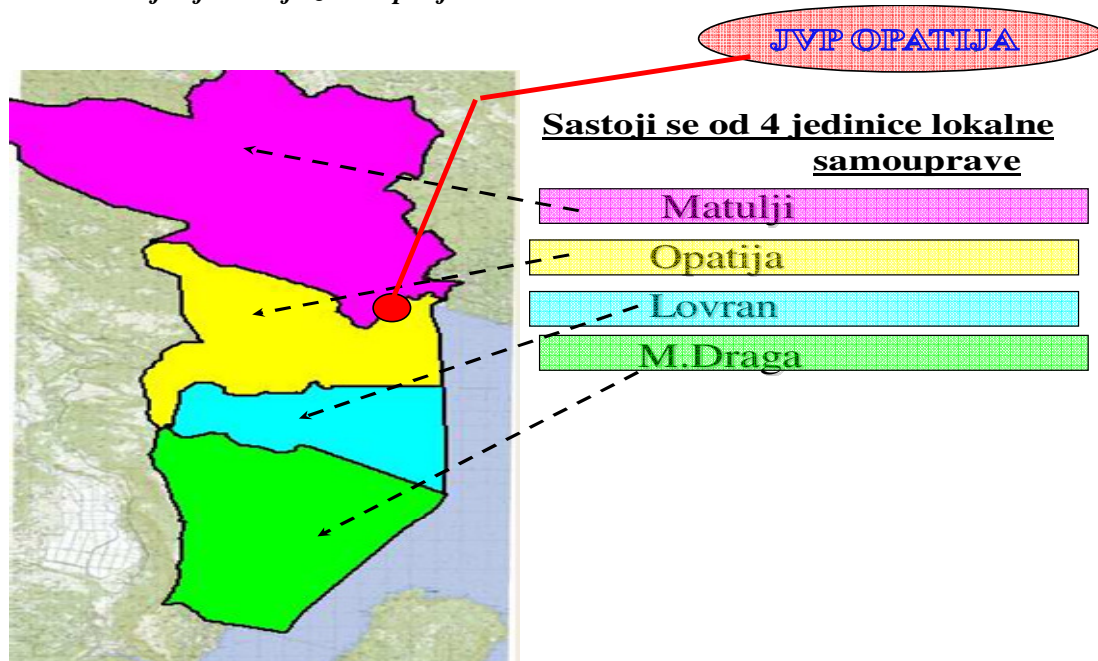 JVP OPATIJA
Sastoji se od 4 jedinice lokalne
samouprave
Matulji
Opatija
Lovran
M.Draga